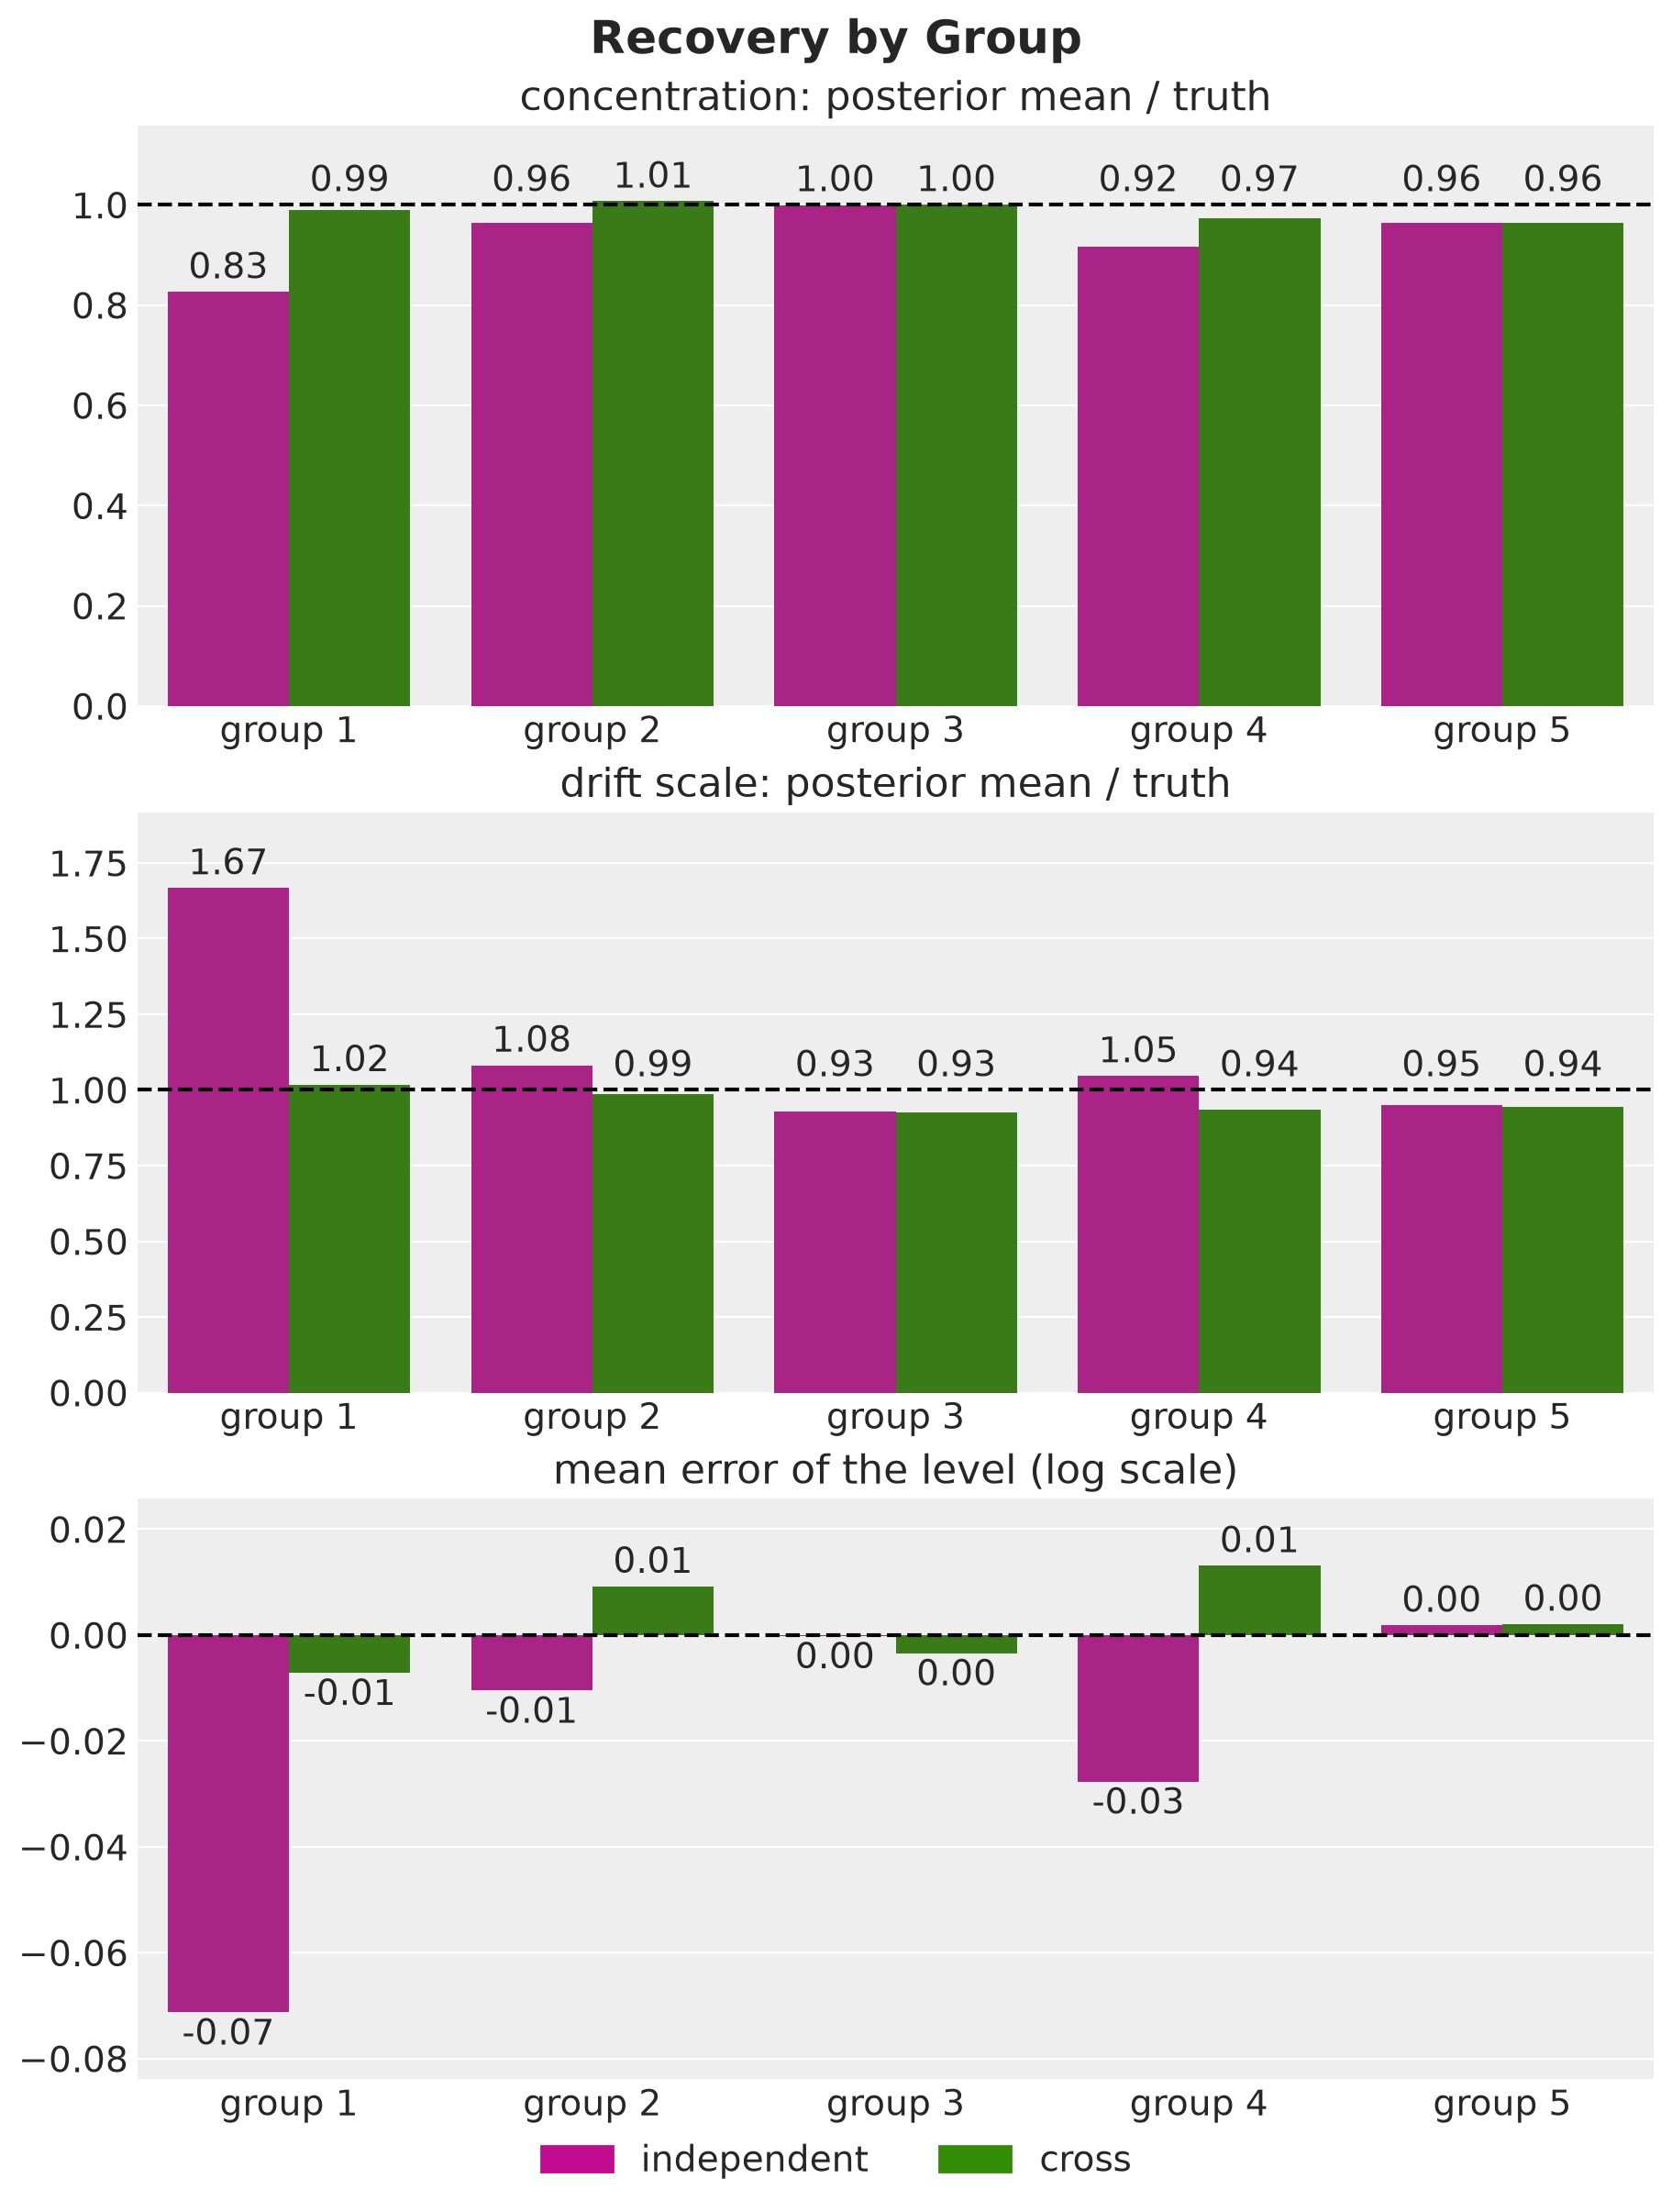 Recovery by Group
concentration: posterior mean / truth
0.99 0.96 1.01 1.00 1.00 0.92 0.97 0.96 0.96
1.0
0.83
0.8
0.6
0.4
0.2
0.0
group 1 group 2 group 3 group 4 group 5
drift scale: posterior mean / truth
1.75 1.67
1.50
1.25
1.02 1.08 0.99 0.93 0.93 1.05 0.94 0.95 0.94
1.00
0.75
0.50
0.25
0.00
group 1 group 2 group 3 group 4 group 5
mean error of the level (log scale)
0.02
0.01 0.01
0.00 0.00
0.00
0.00 0.00
-0.01 -0.01
−0.02
-0.03
−0.04
−0.06
-0.07
−0.08
group 1 group 2 group 3 group 4 group 5
independent cross